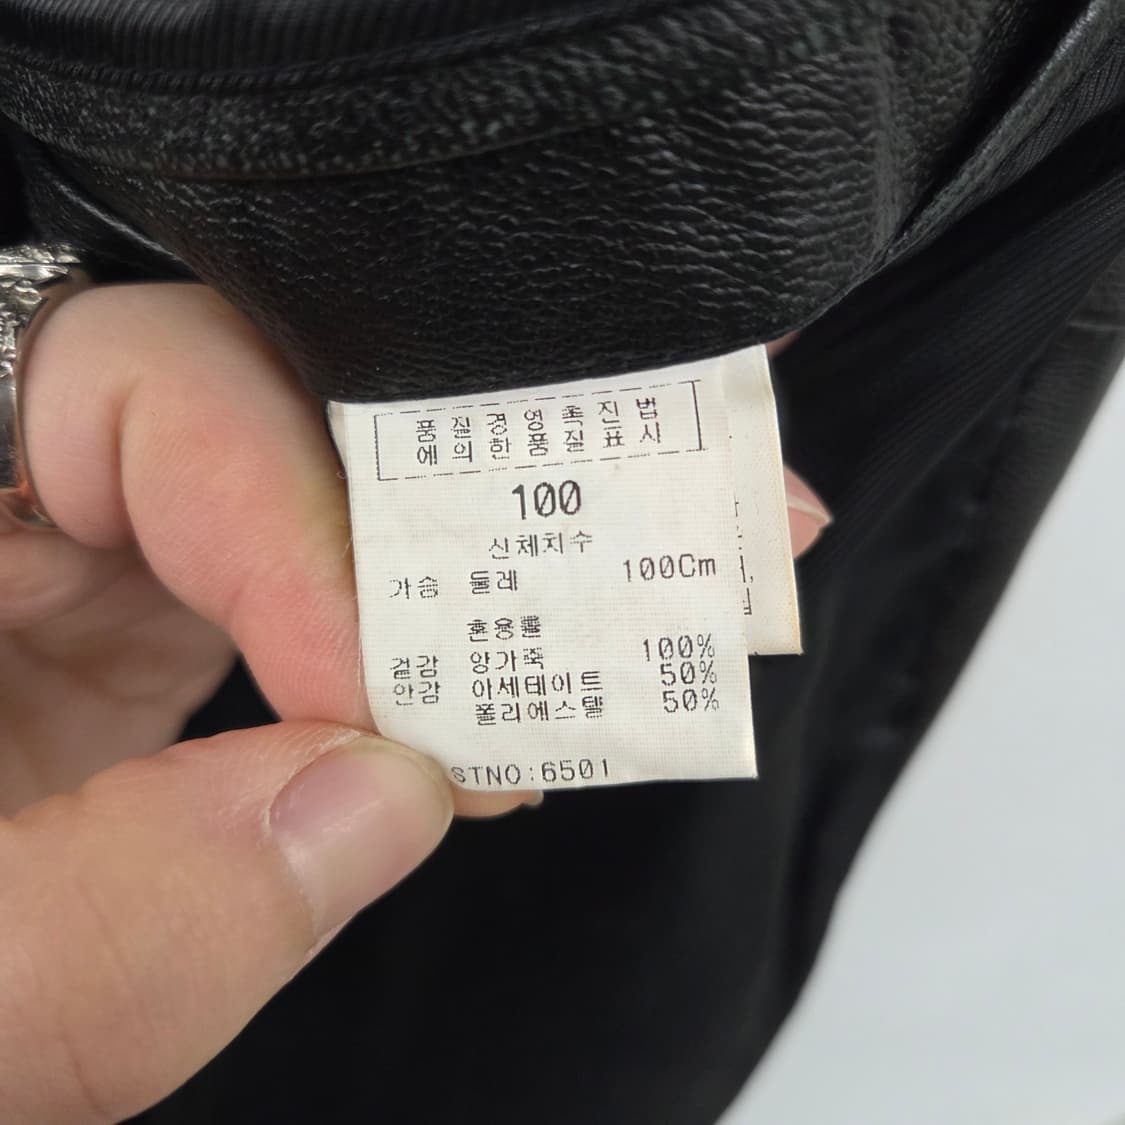 품 질 경 영 촉 진 법
에 의 한 품 질 표 시
100
신체치수
가슴 둘레 100Cm
혼용률
겉감 양가죽 100%
안감 아세테이트 50%
폴리에스텔 50%
STNO:6501